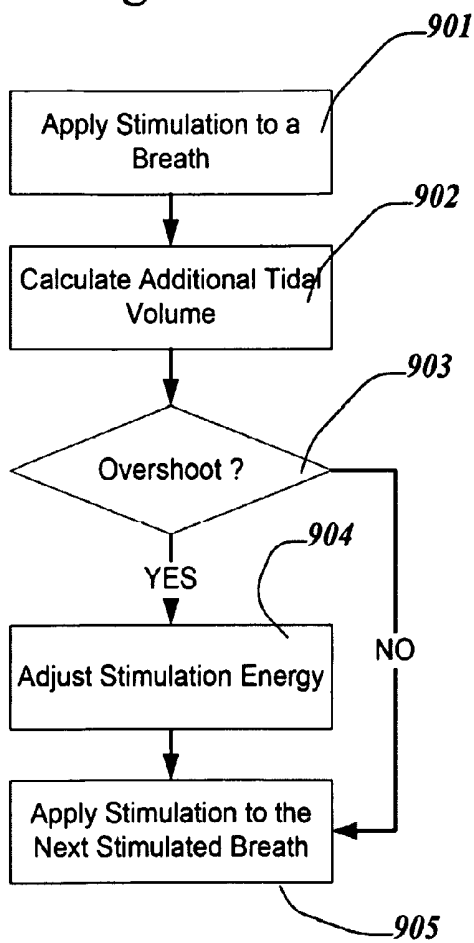 901
Apply Stimulation to a
Breath
902
Calculate Additional Tidal
Volume
903
Overshoot ?
904
YES
NO
Adjust Stimulation Energy
Apply Stimulation to the
Next Stimulated Breath
905